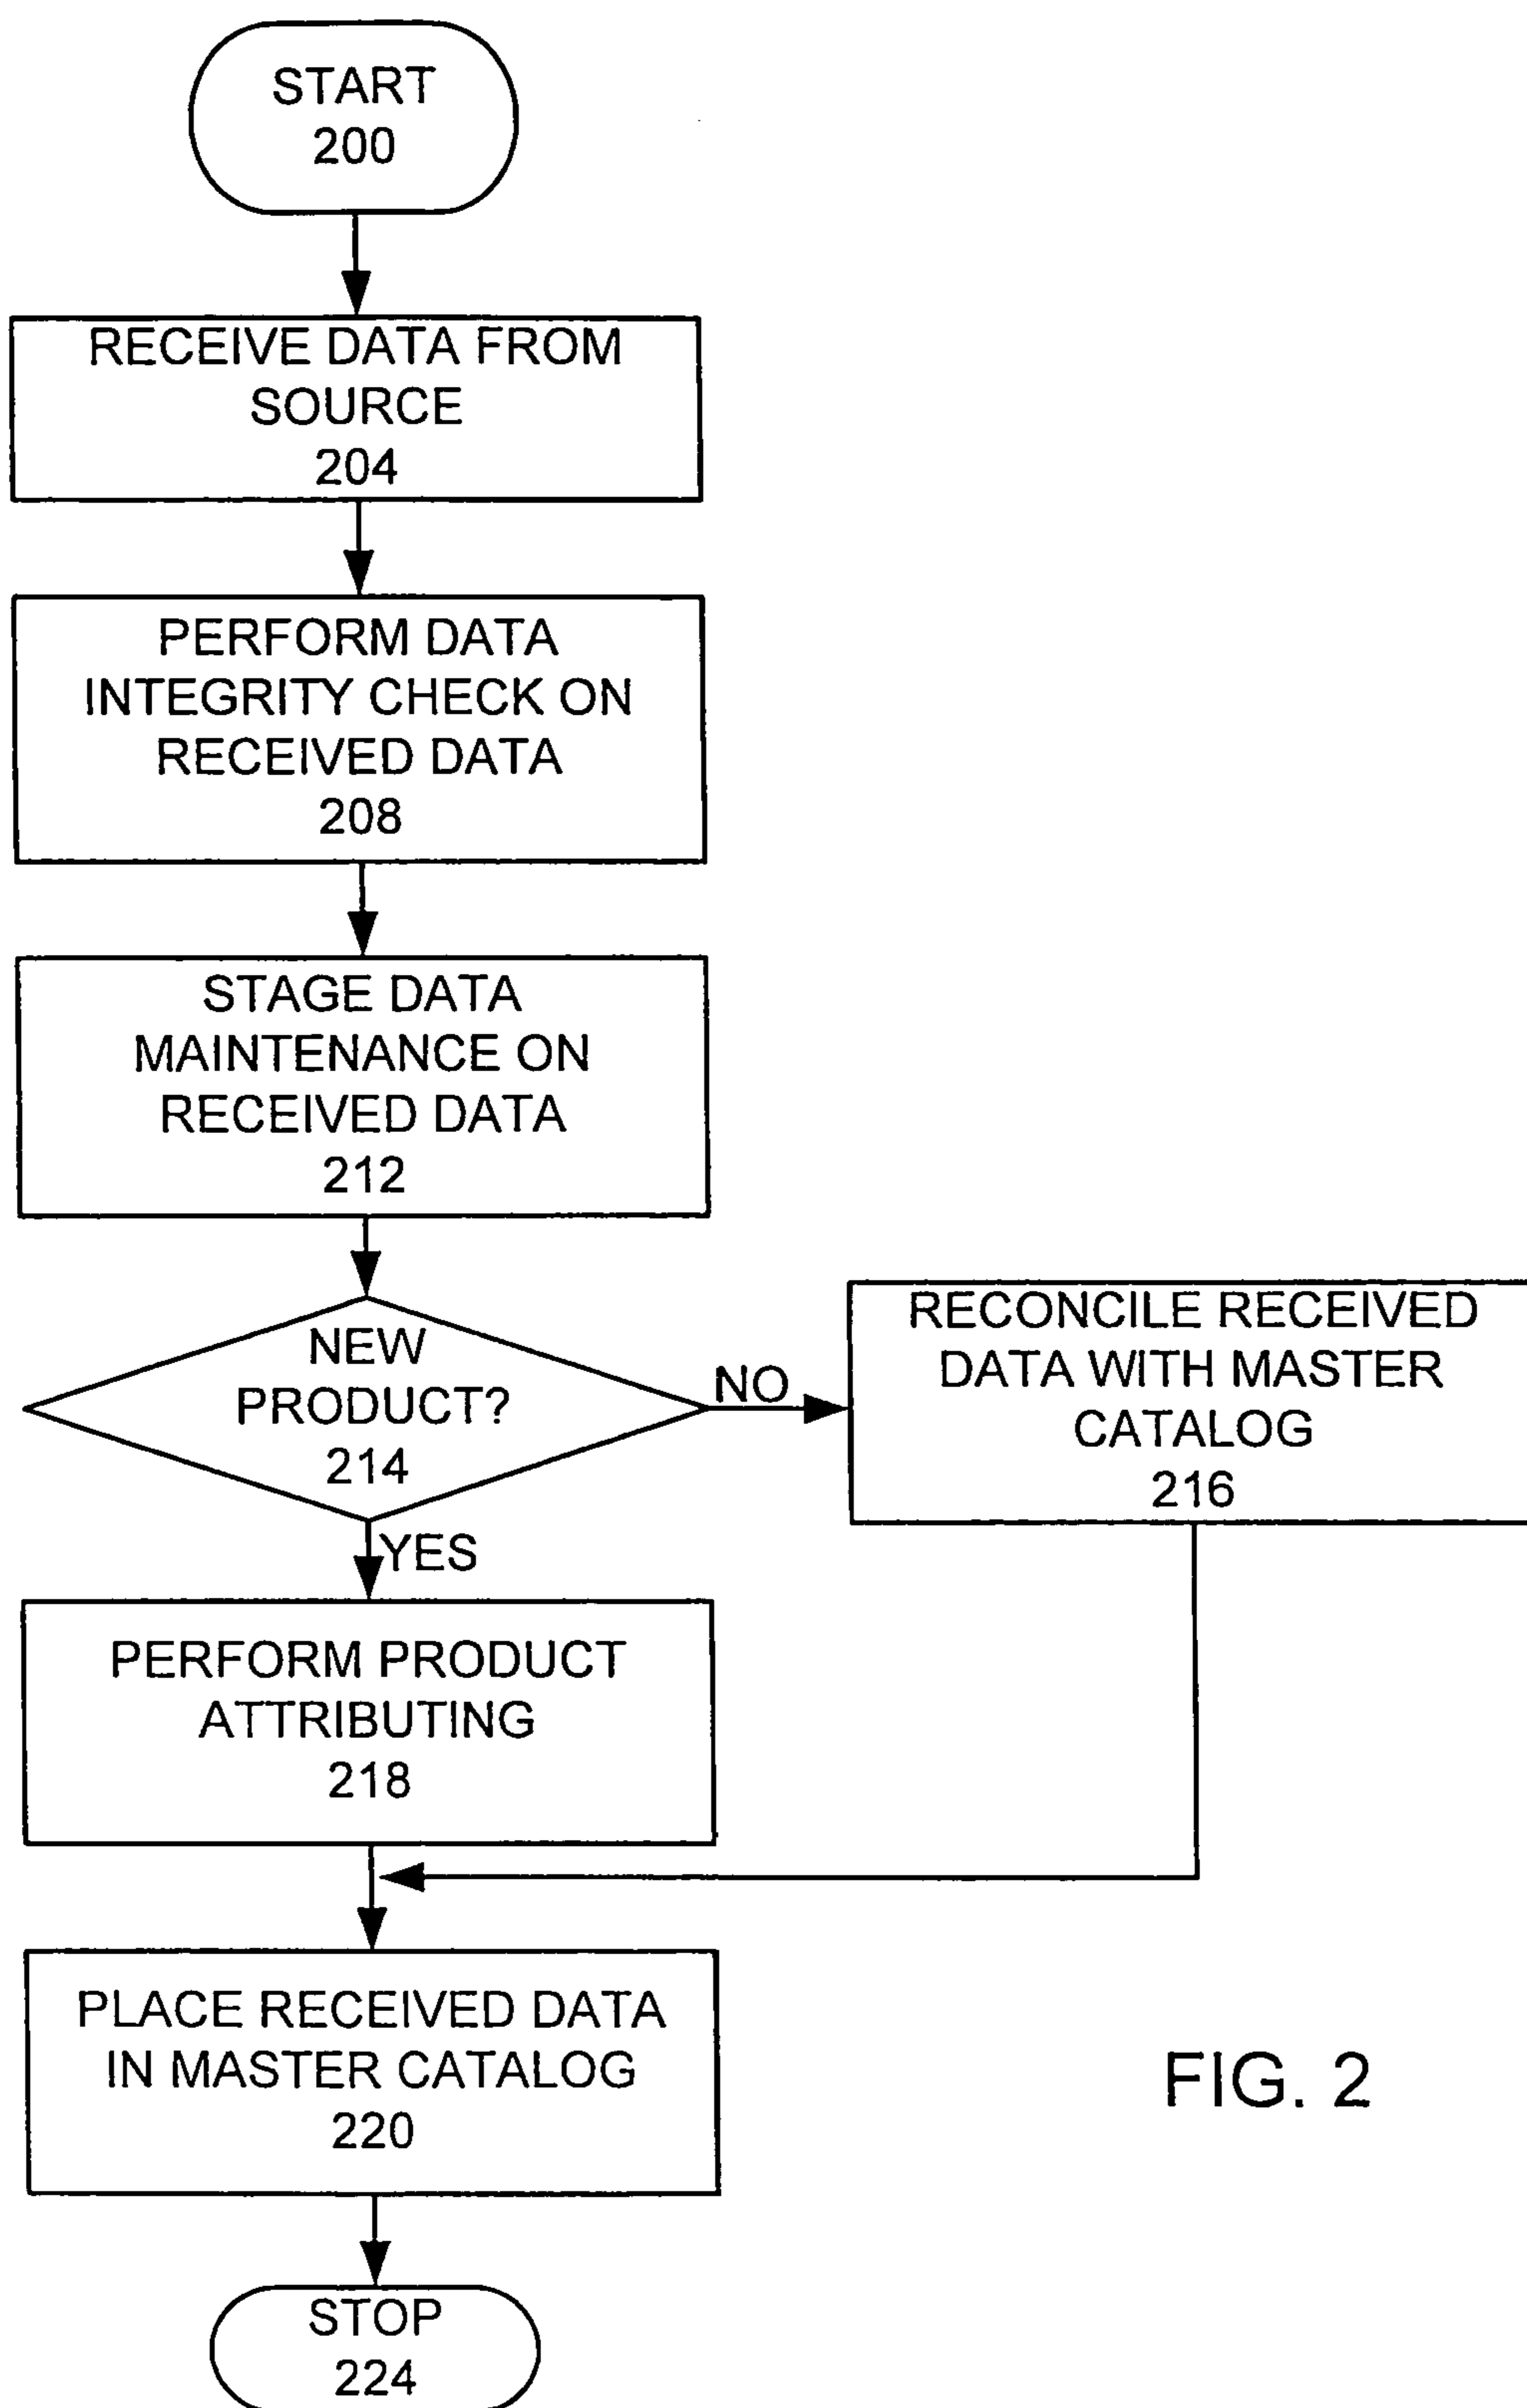 START
200
RECEIVE DATA FROM
SOURCE
204
PERFORM DATA
INTEGRITY CHECK ON
RECEIVED DATA
208
STAGE DATA
MAINTENANCE ON
RECEIVED DATA
212
NEW
PRODUCT?
214
NO
RECONCILE RECEIVED
DATA WITH MASTER
CATALOG
216
YES
PERFORM PRODUCT
ATTRIBUTING
218
PLACE RECEIVED DATA
IN MASTER CATALOG
220
FIG. 2
STOP
224